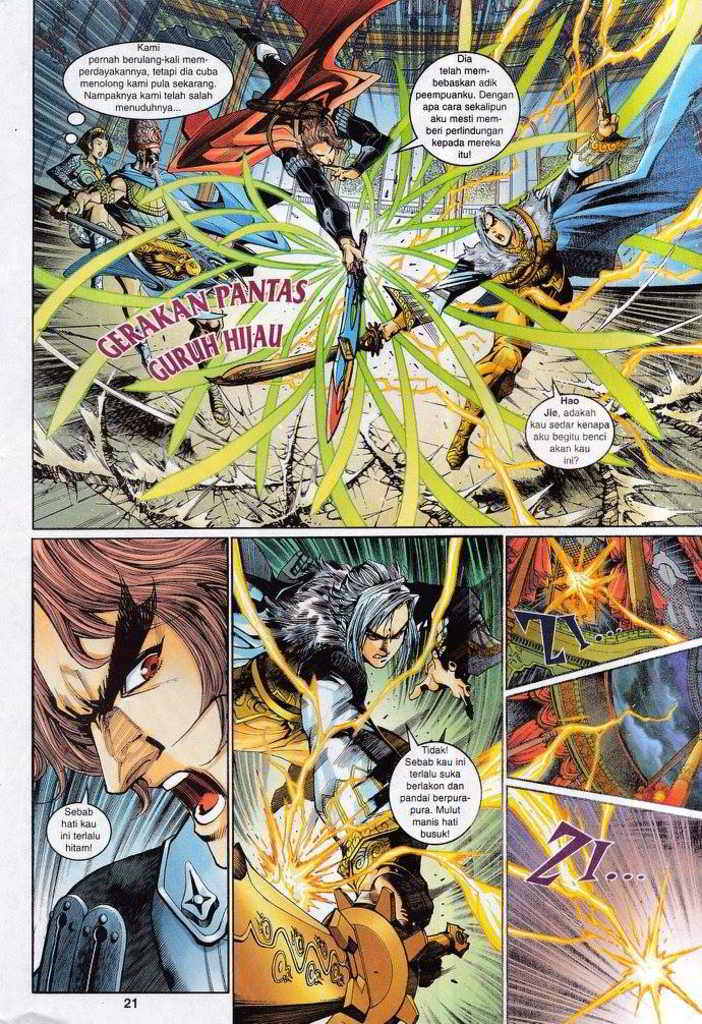 Kami
pernah berulang-kali mem-
perdayakannya, tetapi dia cuba
menolong kami pula sekarang.
Nampaknya kami telah salah
menuduhnya...
Dia
telah mem-
bebaskan adik
peempuanku. Dengan
apa cara sekalipun
aku mesti mem-
beri perlindungan
kepada mereka
itu!
GERAKAN PANTAS
GURUH HIJAU
Hao
Jie, adakah
kau sedar kenapa
aku begitu benci
akan kau
ini?
Sebab
hati kau
ini terlalu
hitam!
Tidak!
Sebab kau ini
terlalu suka
berlakon dan
pandai berpura-
pura. Mulut
manis hati
busuk!
ZI...
ZI...
21